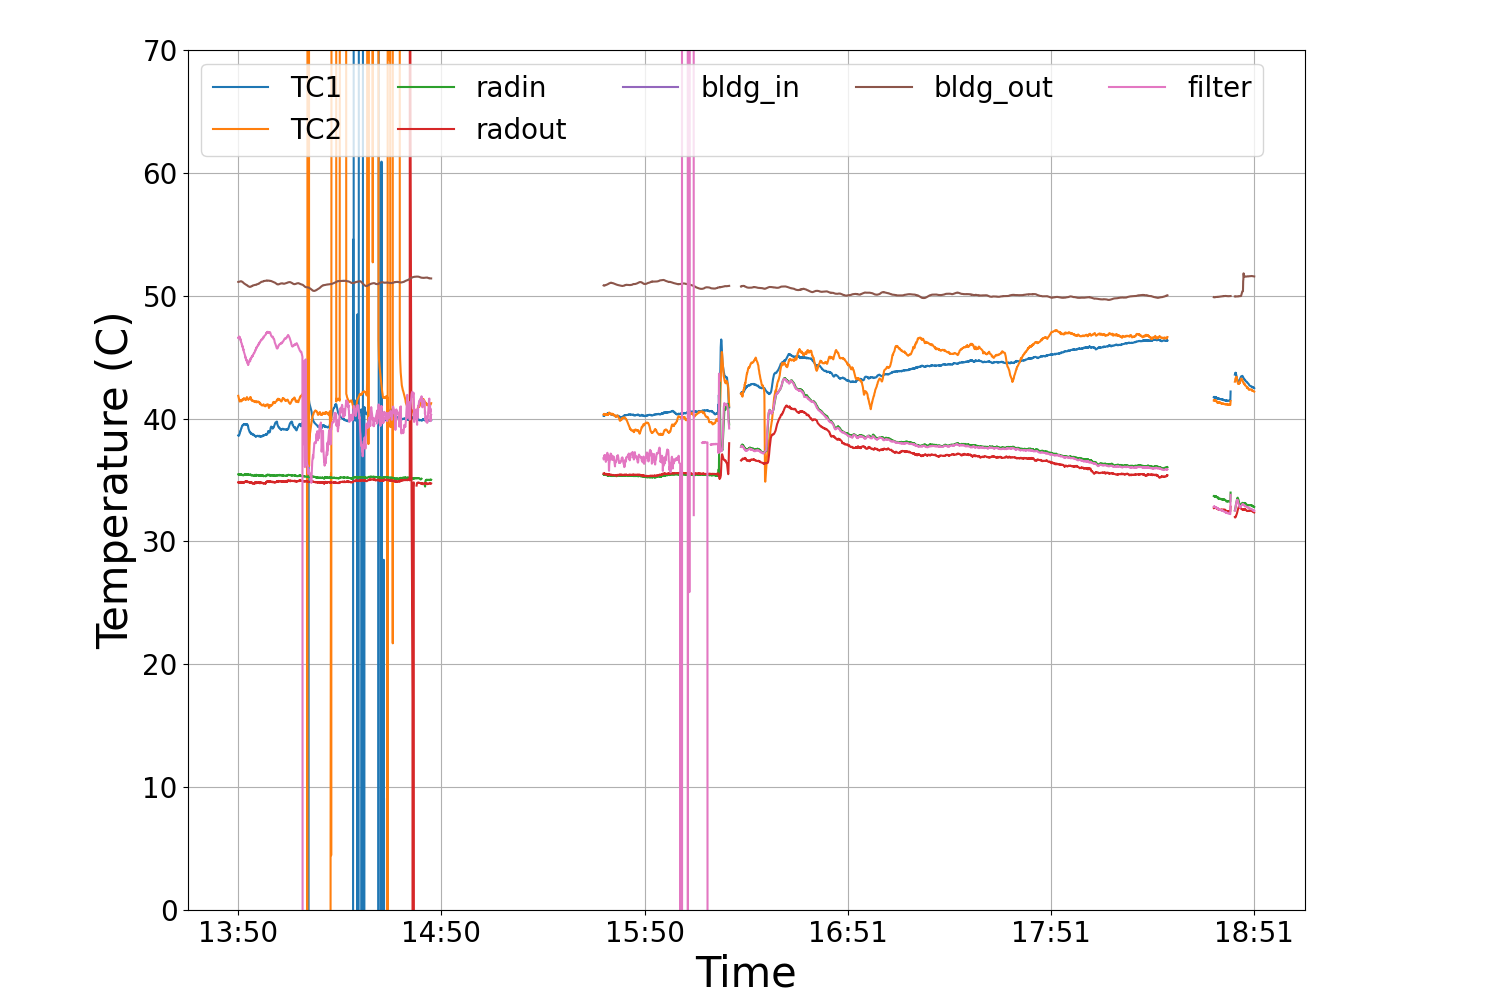 70
60
50
40
30
20
10
0
TC1
TC2
radin
radout
bldg_in
bldg_out
filter
13:50 14:50 15:50 16:51 17:51 18:51
Time
Temperature (C)